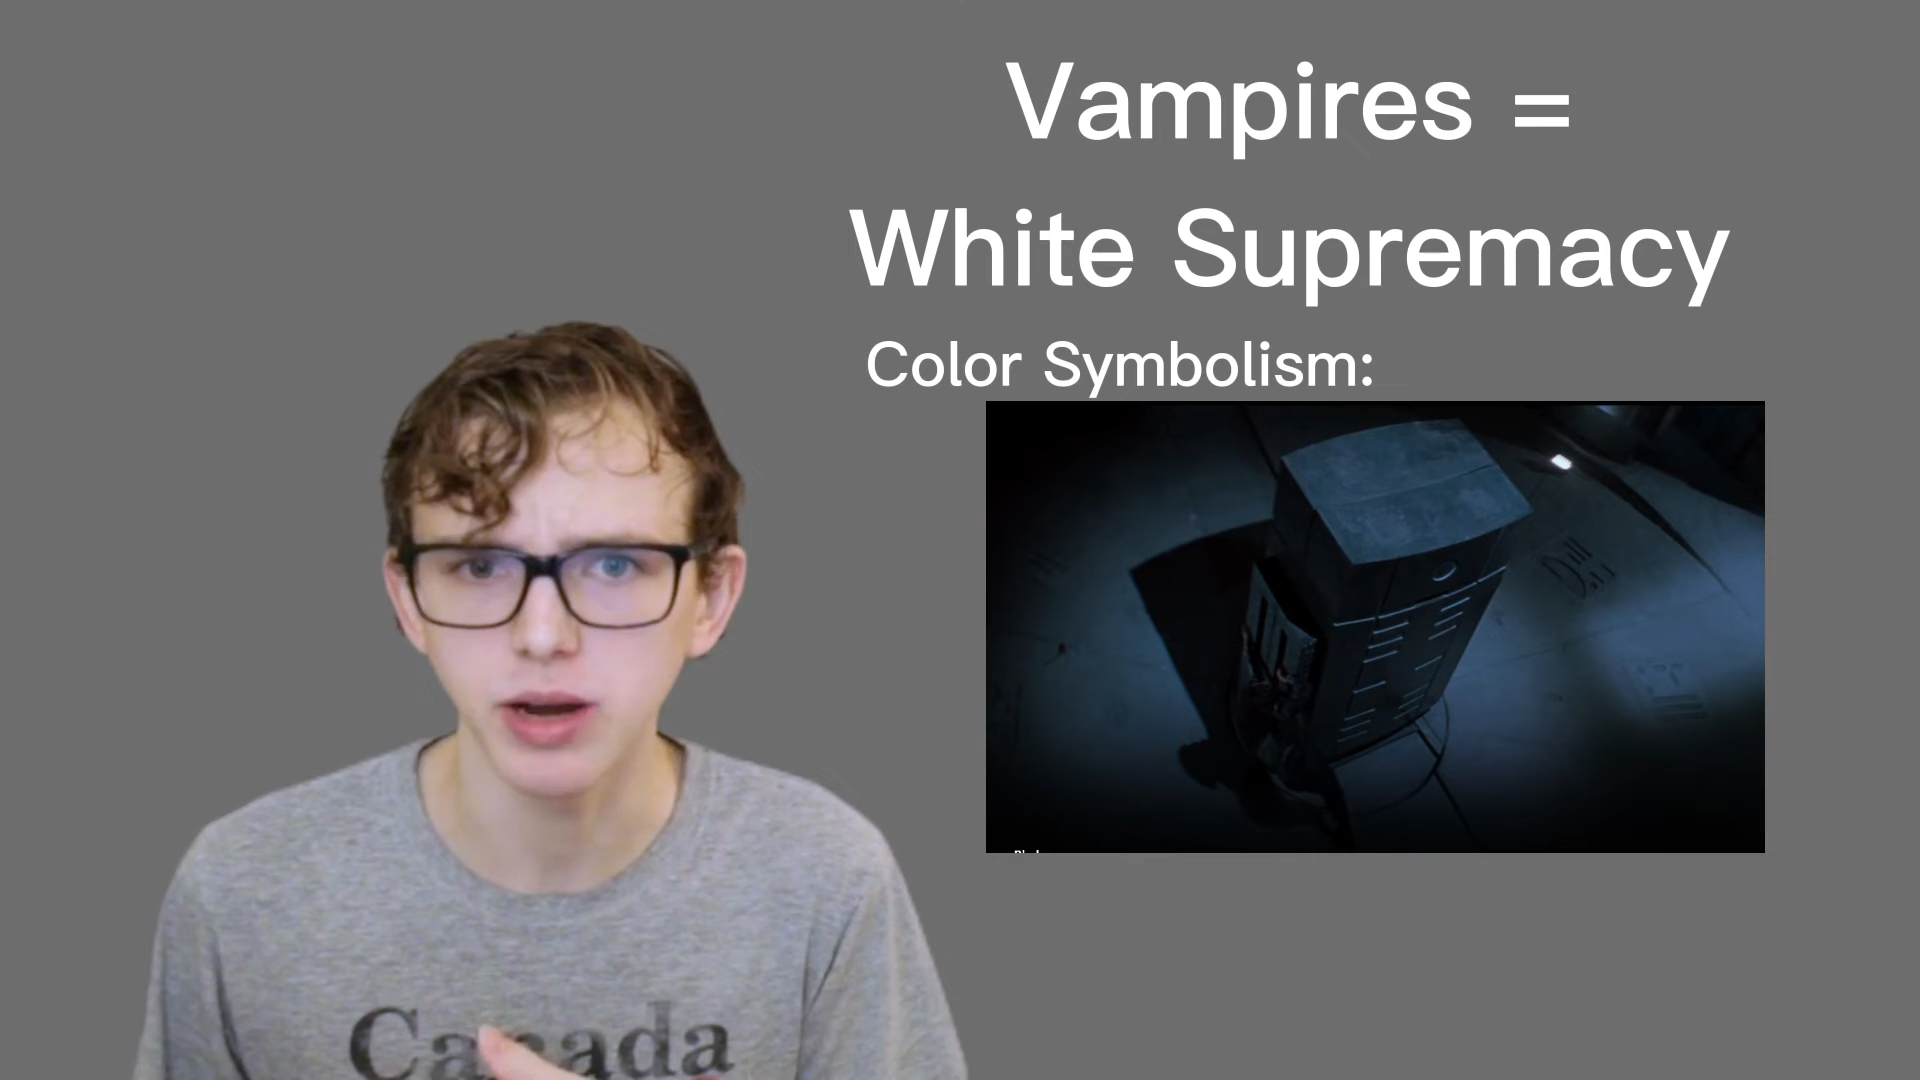 Vampires =
White Supremacy
Color Symbolism:
Canada